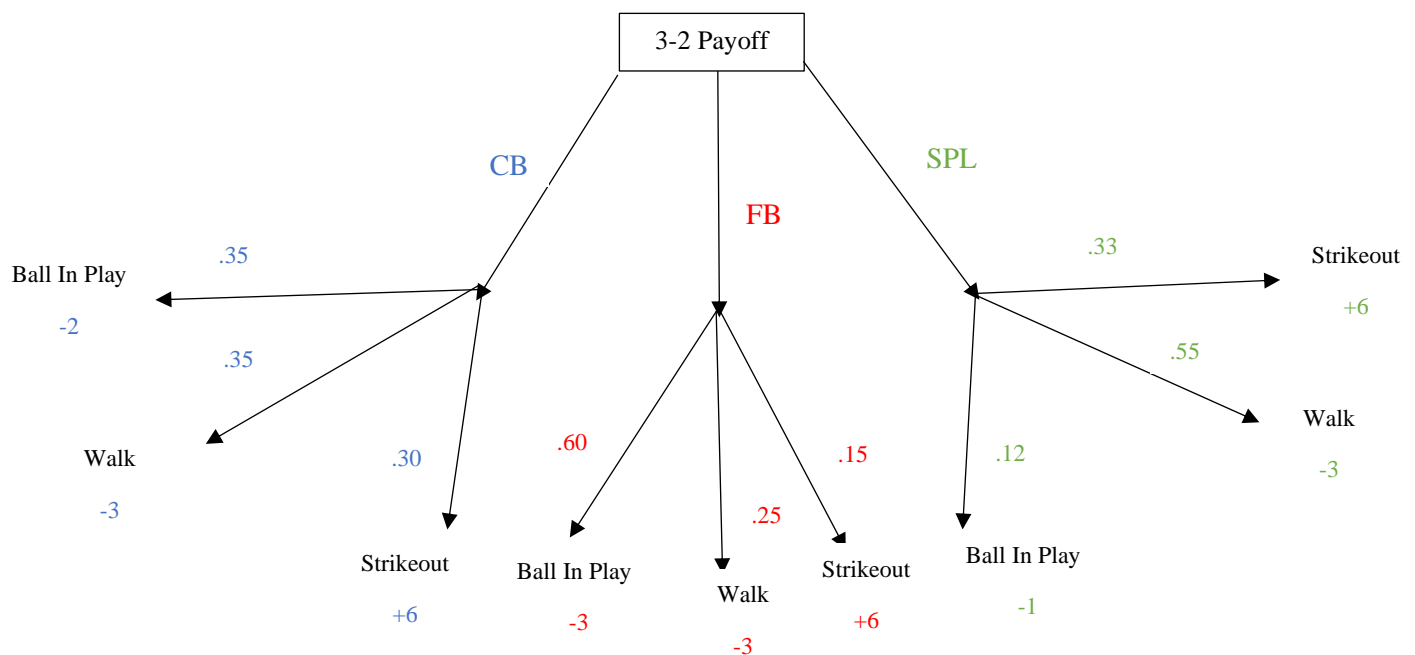 3-2 Payoff
CB
SPL
FB
.35
Ball In Play
-2
.35
Walk
-3
.30
Strikeout
+6
.60
Ball In Play
-3
.25
Walk
-3
.15
Strikeout
+6
.33
Strikeout
+6
.55
Walk
-3
.12
Ball In Play
-1